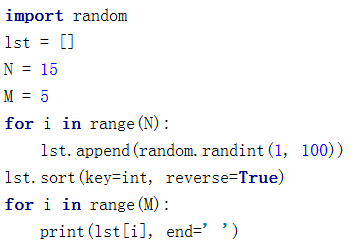 import random
lst = []
N = 15
M = 5
for i in range(N):
    lst.append(random.randint(1, 100))
lst.sort(key=int, reverse=True)
for i in range(M):
    print(lst[i], end=' ')